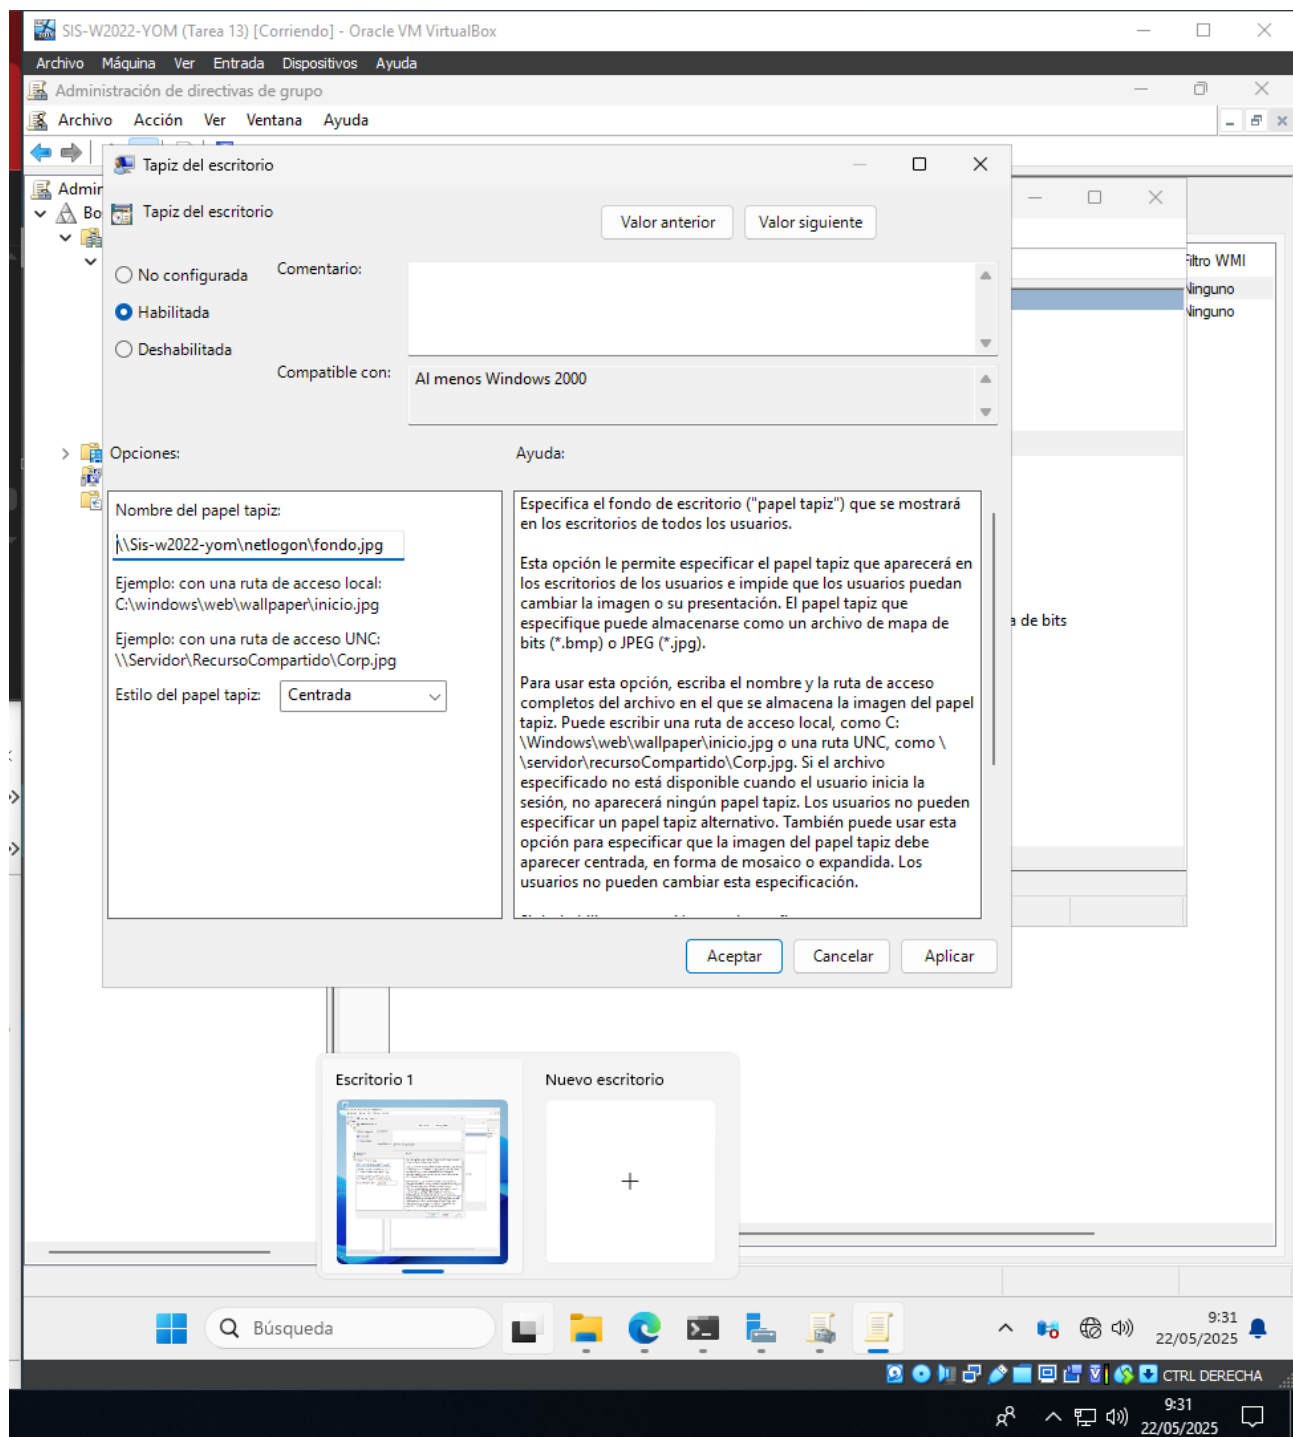 SIS-W2022-YOM (Tarea 13) [Corriendo] - Oracle VM VirtualBox
Archivo Máquina Ver Entrada Dispositivos Ayuda
Administración de directivas de grupo
Archivo Acción Ver Ventana Ayuda
Tapiz del escritorio
Tapiz del escritorio
Valor anterior
Valor siguiente
No configurada
Habilitada
Deshabilitada
Comentario:
Compatible con:
Al menos Windows 2000
Filtro WMI
Ninguno
Ninguno
Opciones:
Ayuda:
Nombre del papel tapiz:
\\Sis-w2022-yom\netlogon\fondo.jpg
Ejemplo: con una ruta de acceso local:
C:\windows\web\wallpaper\inicio.jpg
Ejemplo: con una ruta de acceso UNC:
\\Servidor\RecursoCompartido\Corp.jpg
Estilo del papel tapiz: Centrada
Especifica el fondo de escritorio ("papel tapiz") que se mostrará
en los escritorios de todos los usuarios.
Esta opción le permite especificar el papel tapiz que aparecerá en
los escritorios de los usuarios e impide que los usuarios puedan
cambiar la imagen o su presentación. El papel tapiz que
especifique puede almacenarse como un archivo de mapa de
bits (*.bmp) o JPEG (*.jpg).
Para usar esta opción, escriba el nombre y la ruta de acceso
completos del archivo en el que se almacena la imagen del papel
tapiz. Puede escribir una ruta de acceso local, como C:
\Windows\web\wallpaper\inicio.jpg o una ruta UNC, como \
\servidor\recursoCompartido\Corp.jpg. Si el archivo
especificado no está disponible cuando el usuario inicia la
sesión, no aparecerá ningún papel tapiz. Los usuarios no pueden
especificar un papel tapiz alternativo. También puede usar esta
opción para especificar que la imagen del papel tapiz debe
aparecer centrada, en forma de mosaico o expandida. Los
usuarios no pueden cambiar esta especificación.
de bits
Aceptar
Cancelar
Aplicar
Escritorio 1
Nuevo escritorio
Búsqueda
9:31
22/05/2025
CTRL DERECHA
9:31
22/05/2025